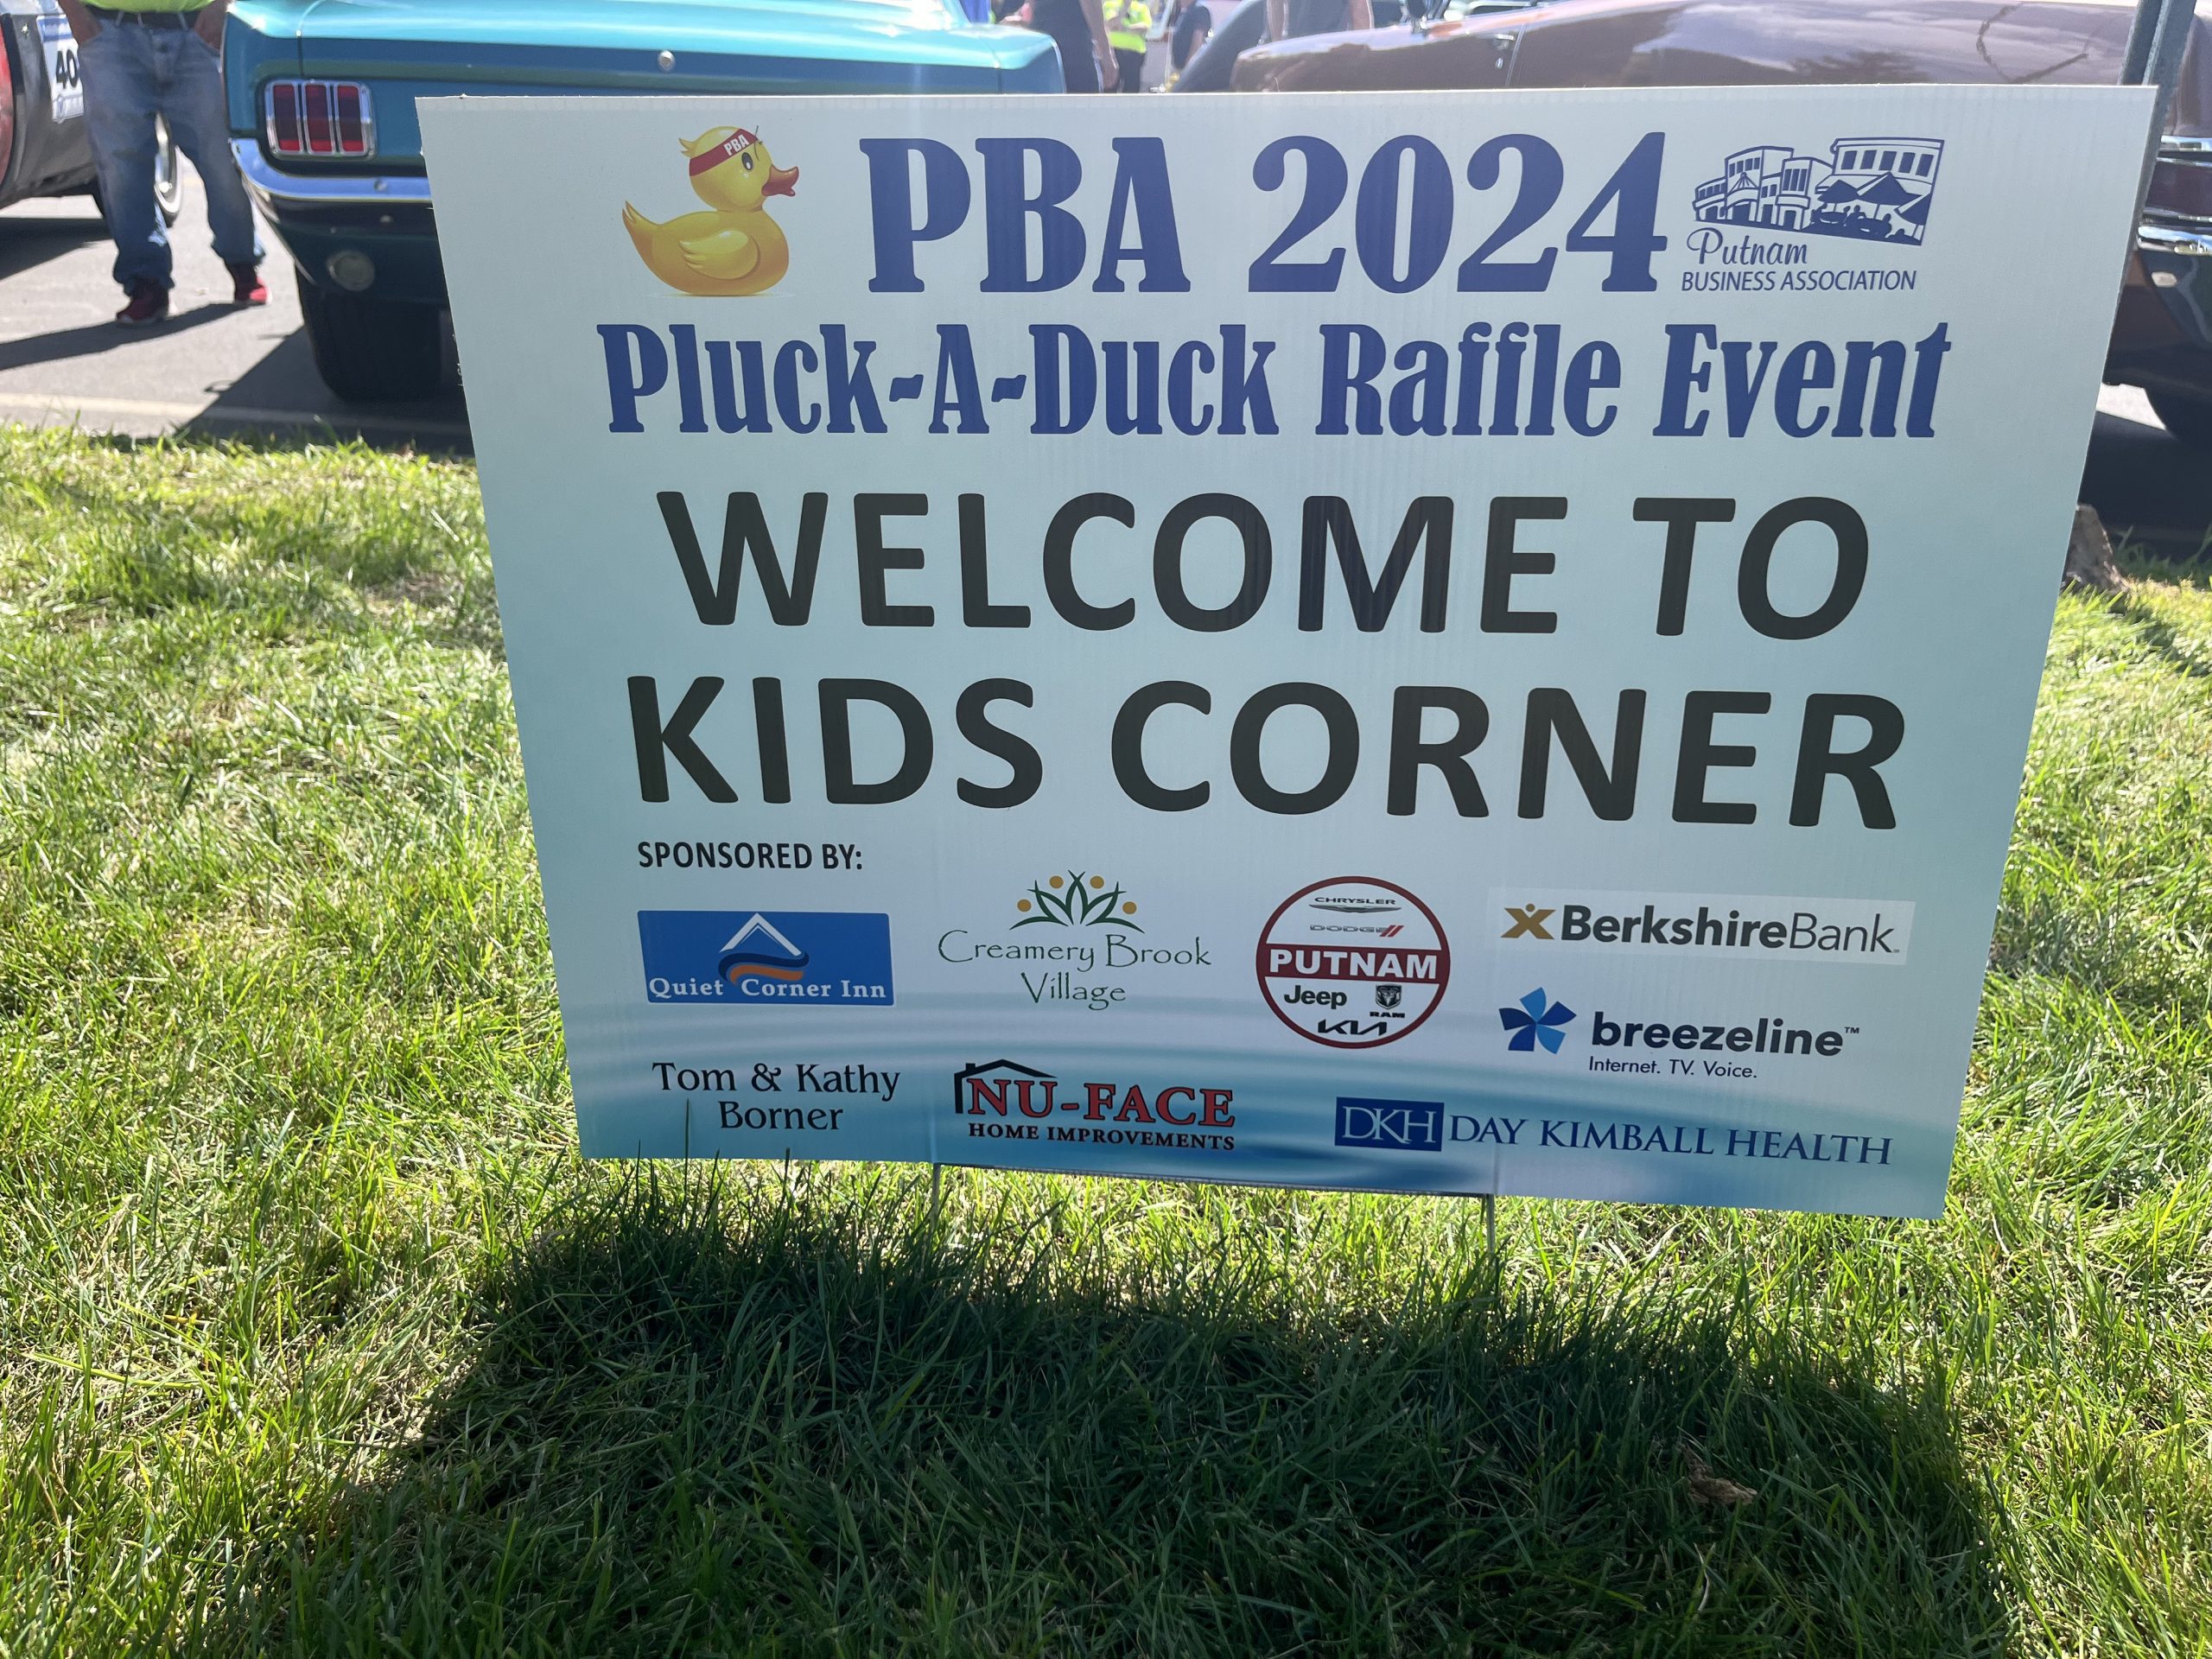 40
PBA
PBA 2024
Putnam
BUSINESS ASSOCIATION
Pluck-A-Duck Raffle Event
WELCOME TO
KIDS CORNER
SPONSORED BY:
Quiet Corner Inn
Creamery Brook
Village
CHRYSLER
DODGE
PUTNAM
Jeep
RAM
KIA
BerkshireBank
breezeline™
Internet. TV. Voice.
Tom & Kathy
Borner
NU-FACE
HOME IMPROVEMENTS
DKH DAY KIMBALL HEALTH